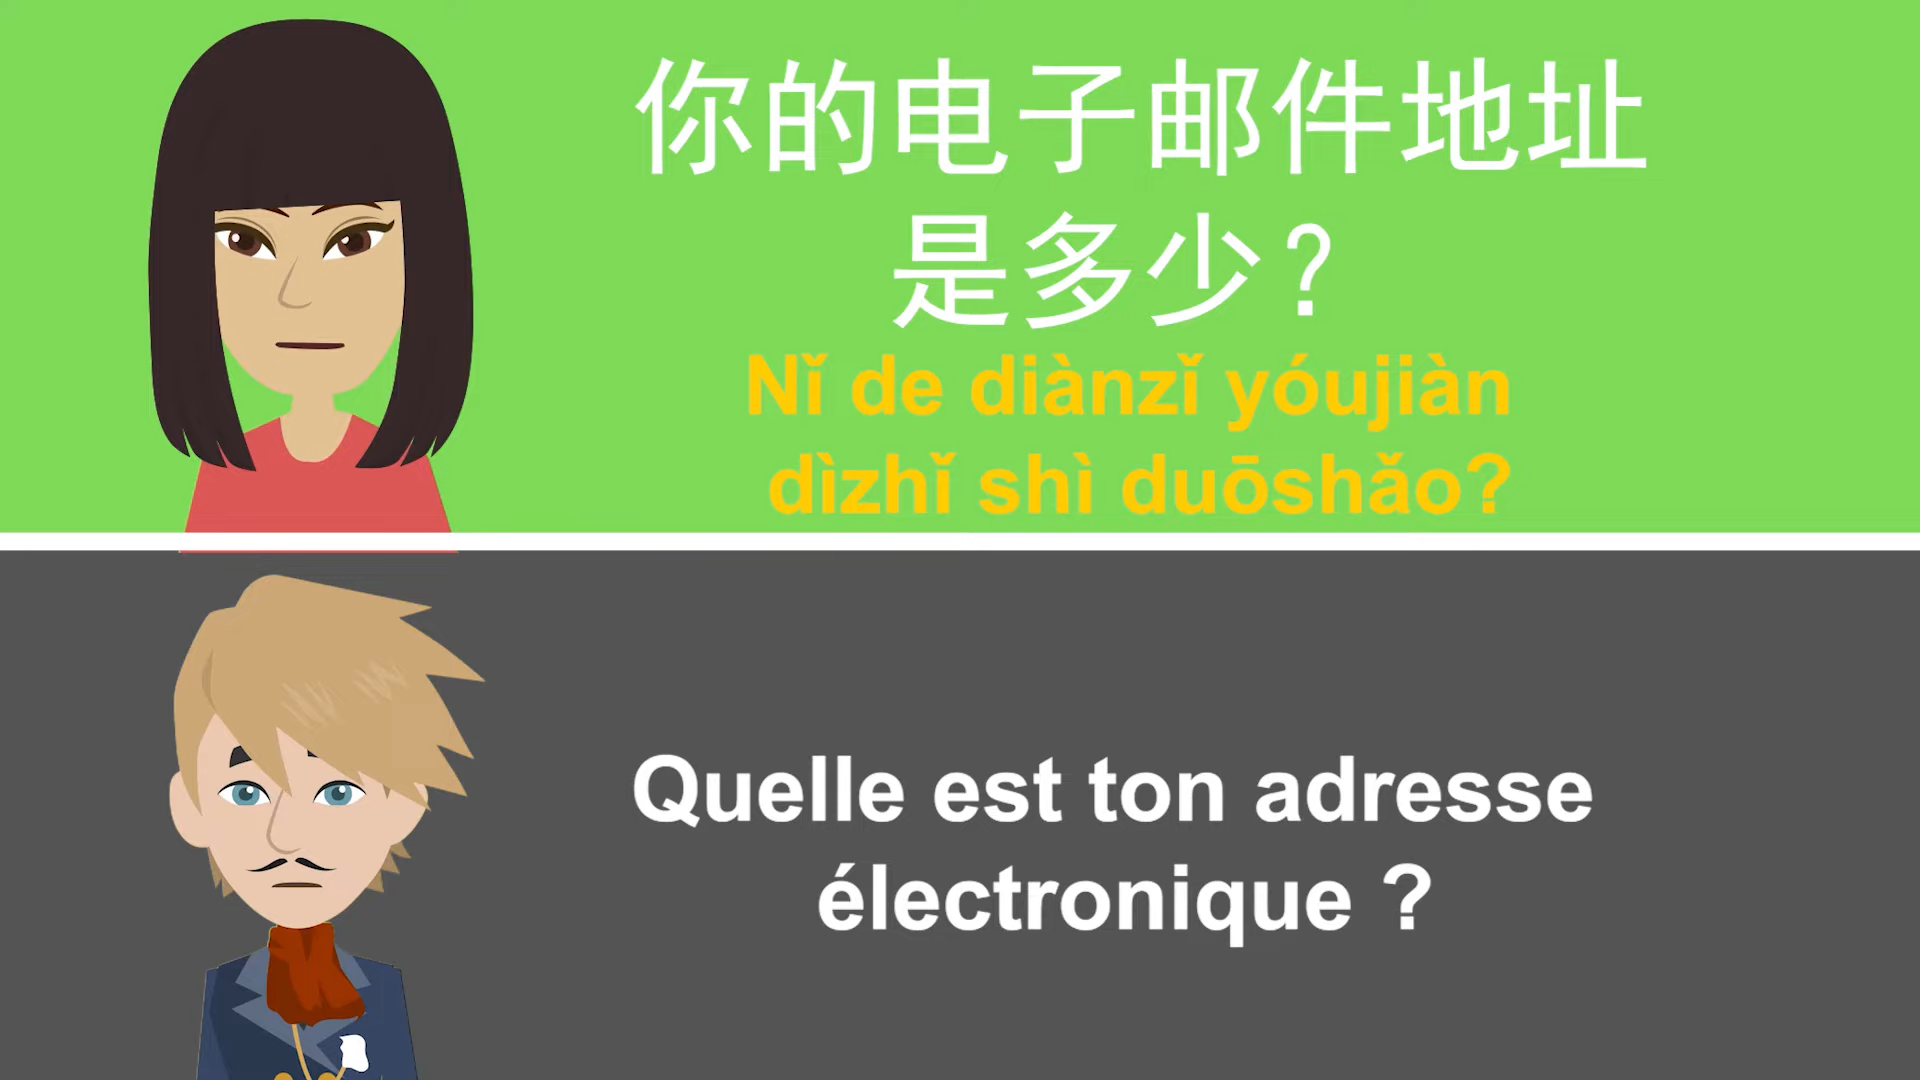 你的电子邮件地址
是多少?
Nǐ de diànzǐ yóujiàn
dìzhǐ shì duōshǎo?
Quelle est ton adresse
électronique ?